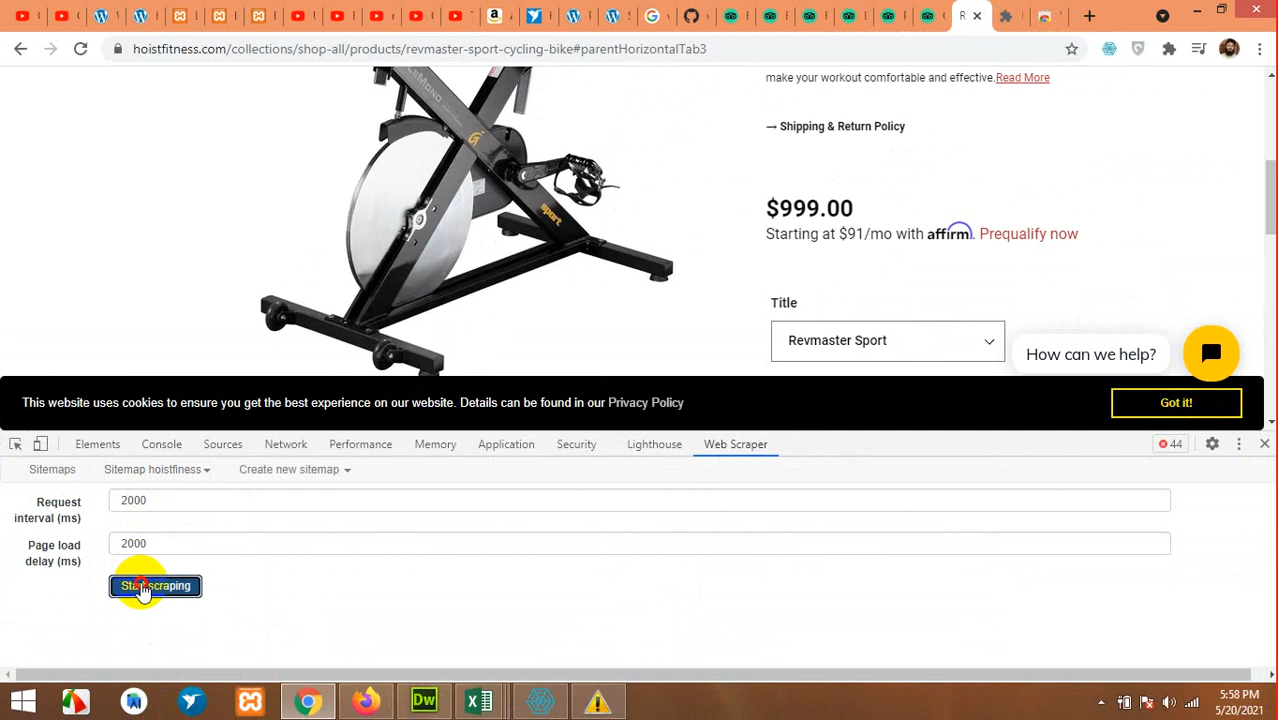 hoistfitness.com/collections/shop-all/products/revmaster-sport-cycling-bike#parentHorizontalTab3
make your workout comfortable and effective.Read More
→ Shipping & Return Policy
LEMOND
sport
$999.00
Starting at $91/mo with affirm. Prequalify now
Title
Revmaster Sport
How can we help?
This website uses cookies to ensure you get the best experience on our website. Details can be found in our Privacy Policy
Got it!
Elements Console Sources Network Performance Memory Application Security Lighthouse Web Scraper 44
Sitemaps Sitemap hoistfiness Create new sitemap
Request interval (ms) 2000
Page load delay (ms) 2000
Start scraping
Dw
5:58 PM
5/20/2021